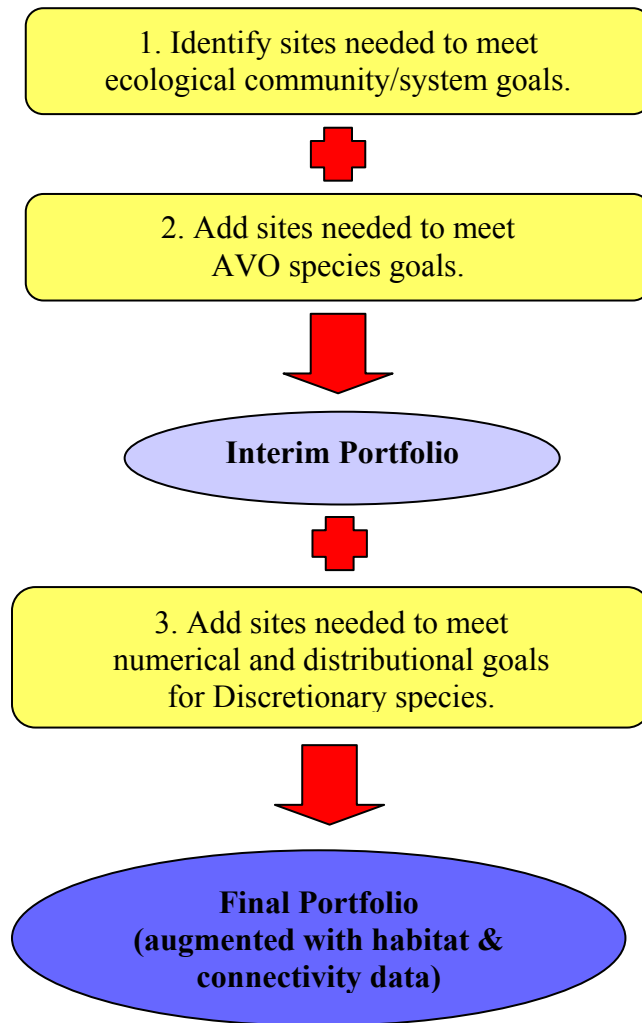 1. Identify sites needed to meet
ecological community/system goals.
2. Add sites needed to meet
AVO species goals.
Interim Portfolio
3. Add sites needed to meet
numerical and distributional goals
for Discretionary species.
Final Portfolio
(augmented with habitat &
connectivity data)